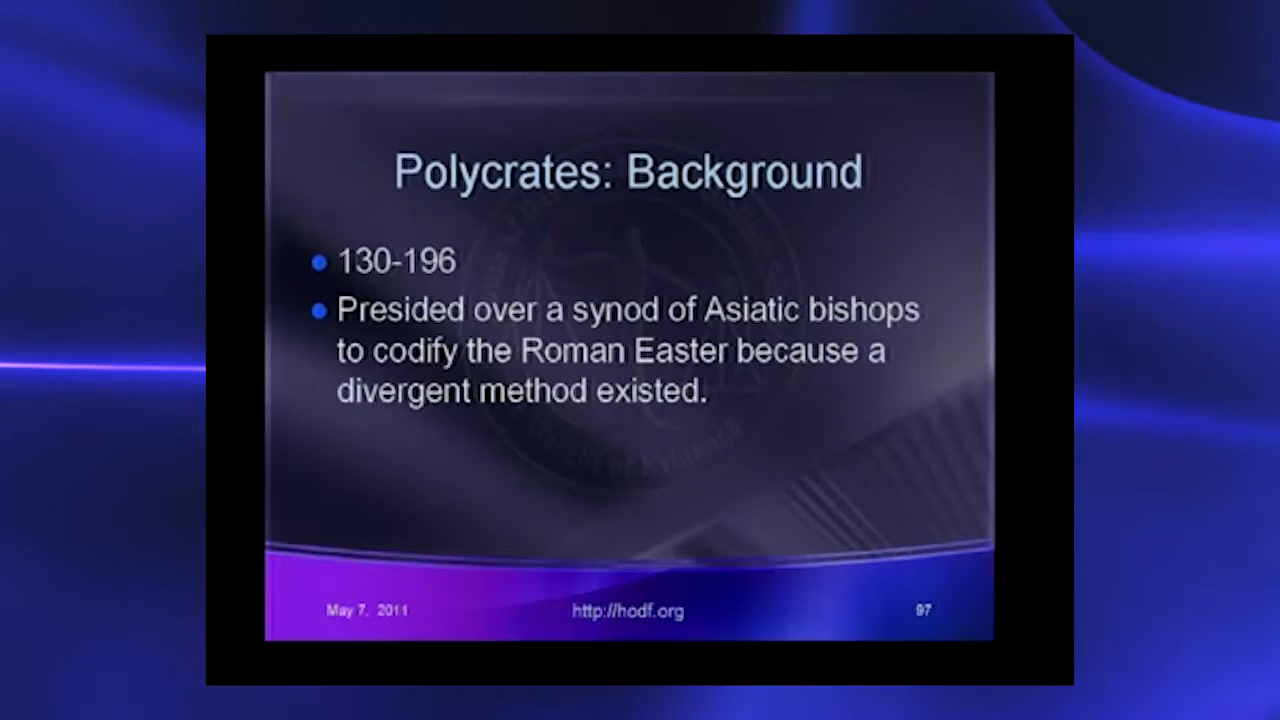 Polycrates: Background
130-196
Presided over a synod of Asiatic bishops
to codify the Roman Easter because a
divergent method existed.
May 7, 2011
http://hodf.org
97